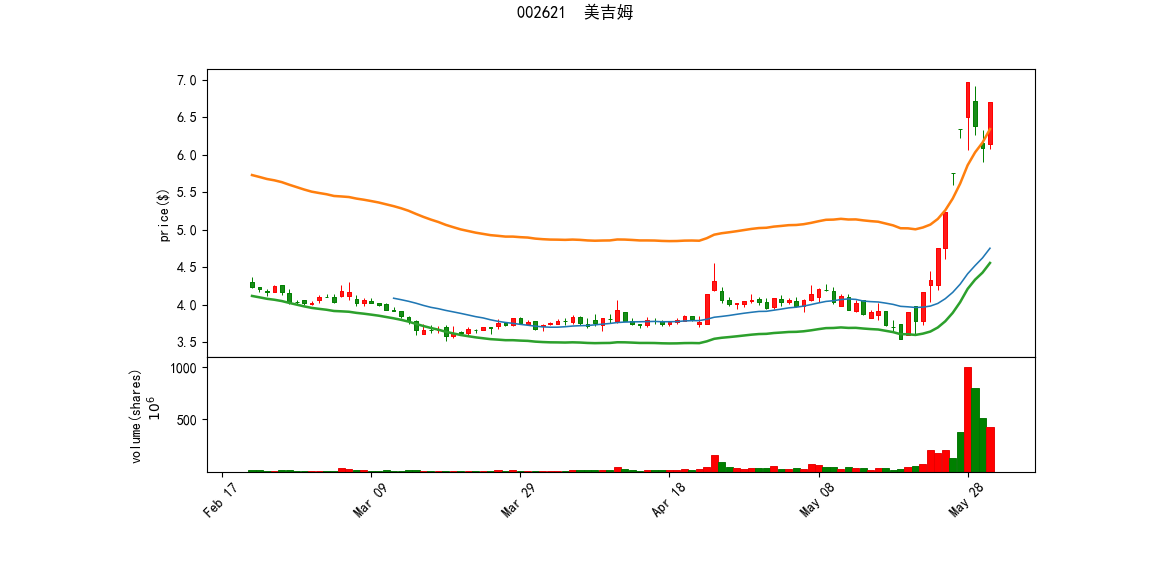 002621 美吉姆
price($)
7.0
6.5
6.0
5.5
5.0
4.5
4.0
3.5
volume(shares)
10^6
1000
500
Feb 17
Mar 09
Mar 29
Apr 18
May 08
May 28